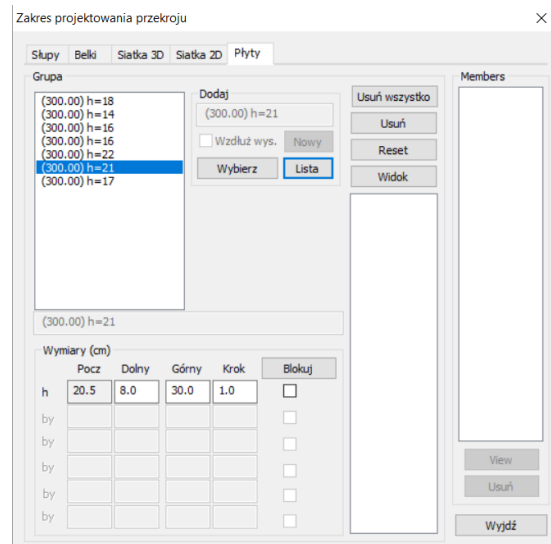 Zakres projektowania przekroju
Słupy Belki Siatka 3D Siatka 2D Płyty
Grupa
(300.00) h=18
(300.00) h=14
(300.00) h=16
(300.00) h=16
(300.00) h=22
(300.00) h=21
(300.00) h=17
Dodaj
(300.00) h=21
Wzdłuż wys. Nowy
Wybierz Lista
Usuń wszystko
Usuń
Reset
Widok
Members
(300.00) h=21
Wymiary (cm)
Pocz Dolny Górny Krok Blokuj
h 20.5 8.0 30.0 1.0
by
by
by
by
by
View
Usuń
Wyjdź